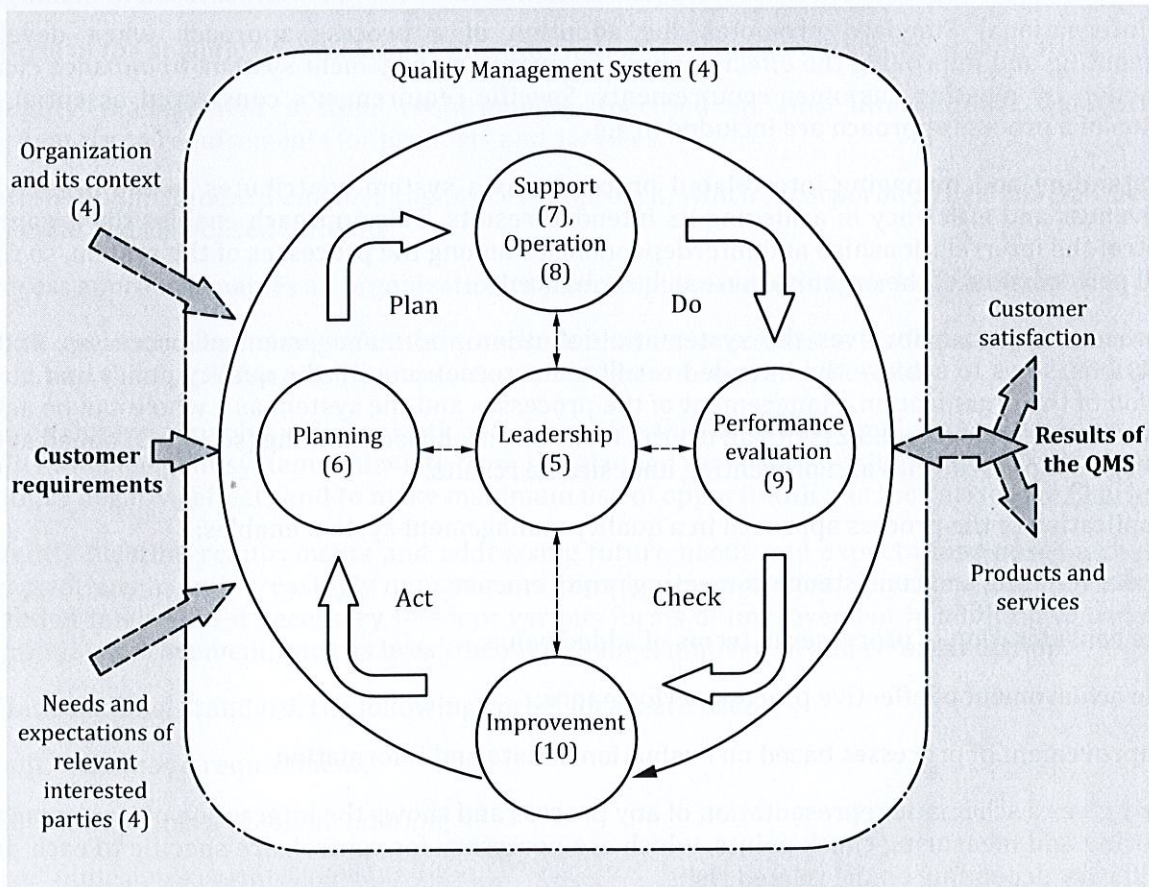 Quality Management System (4)
Organization
and its context
(4)
Support
(7),
Operation
(8)
Plan
Do
Customer
satisfaction
Customer
requirements
Planning
(6)
Leadership
(5)
Performance
evaluation
(9)
Results of
the QMS
Act
Check
Products and
services
Needs and
expectations of
relevant
interested
parties (4)
Improvement
(10)